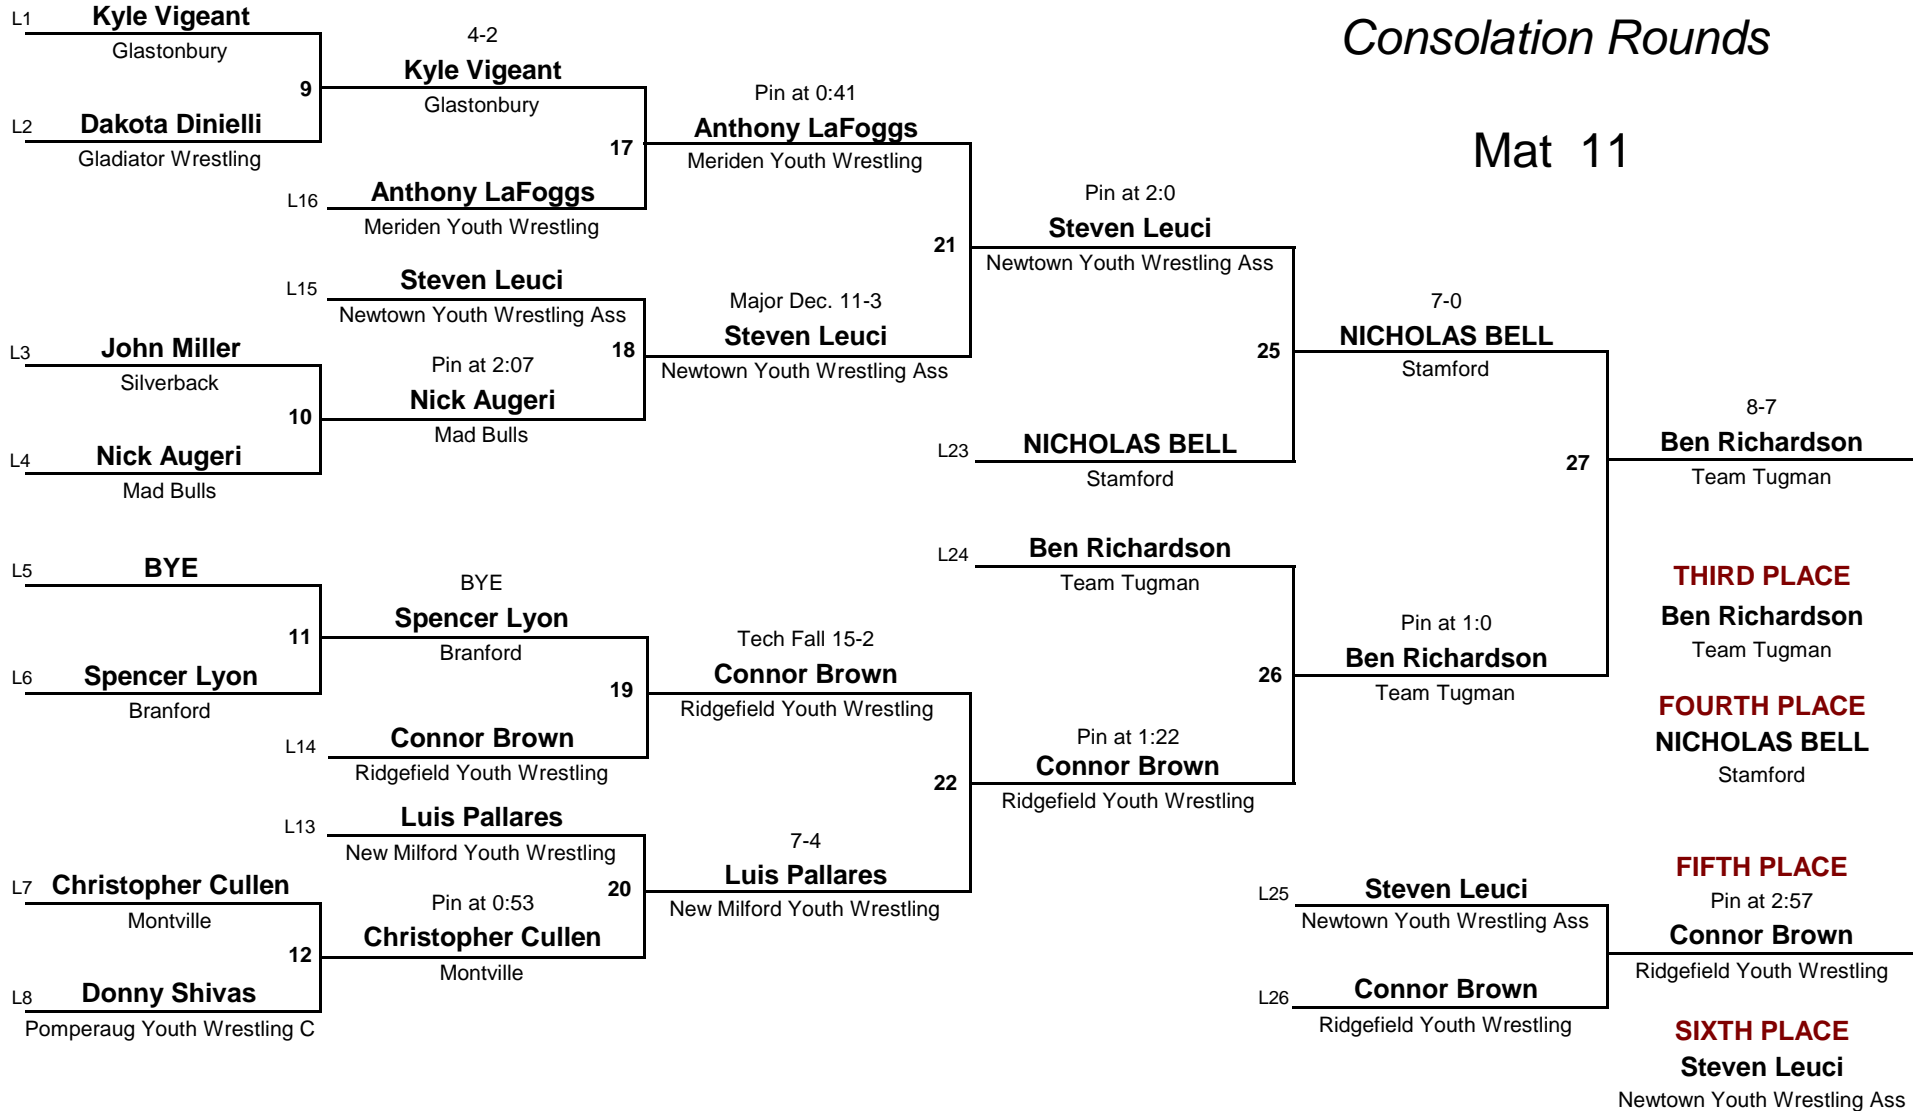 Consolation Rounds
Mat 11
L1 Kyle Vigeant
Glastonbury
9
L2 Dakota Dinielli
Gladiator Wrestling
4-2
Kyle Vigeant
Glastonbury
17
L16 Anthony LaFoggs
Meriden Youth Wrestling
Pin at 0:41
Anthony LaFoggs
Meriden Youth Wrestling
L15 Steven Leuci
Newtown Youth Wrestling Ass
18
L3 John Miller
Silverback
10
L4 Nick Augeri
Mad Bulls
Pin at 2:07
Nick Augeri
Mad Bulls
Major Dec. 11-3
Steven Leuci
Newtown Youth Wrestling Ass
21
Pin at 2:0
Steven Leuci
Newtown Youth Wrestling Ass
25
L23 NICHOLAS BELL
Stamford
7-0
NICHOLAS BELL
Stamford
27
8-7
Ben Richardson
Team Tugman
L5 BYE
11
L6 Spencer Lyon
Branford
BYE
Spencer Lyon
Branford
19
L14 Connor Brown
Ridgefield Youth Wrestling
Tech Fall 15-2
Connor Brown
Ridgefield Youth Wrestling
22
L13 Luis Pallares
New Milford Youth Wrestling
20
L7 Christopher Cullen
Montville
12
L8 Donny Shivas
Pomperaug Youth Wrestling C
Pin at 0:53
Christopher Cullen
Montville
7-4
Luis Pallares
New Milford Youth Wrestling
L24 Ben Richardson
Team Tugman
26
Pin at 1:22
Connor Brown
Ridgefield Youth Wrestling
Pin at 1:0
Ben Richardson
Team Tugman
THIRD PLACE
Ben Richardson
Team Tugman
FOURTH PLACE
NICHOLAS BELL
Stamford
L25 Steven Leuci
Newtown Youth Wrestling Ass
L26 Connor Brown
Ridgefield Youth Wrestling
FIFTH PLACE
Pin at 2:57
Connor Brown
Ridgefield Youth Wrestling
SIXTH PLACE
Steven Leuci
Newtown Youth Wrestling Ass